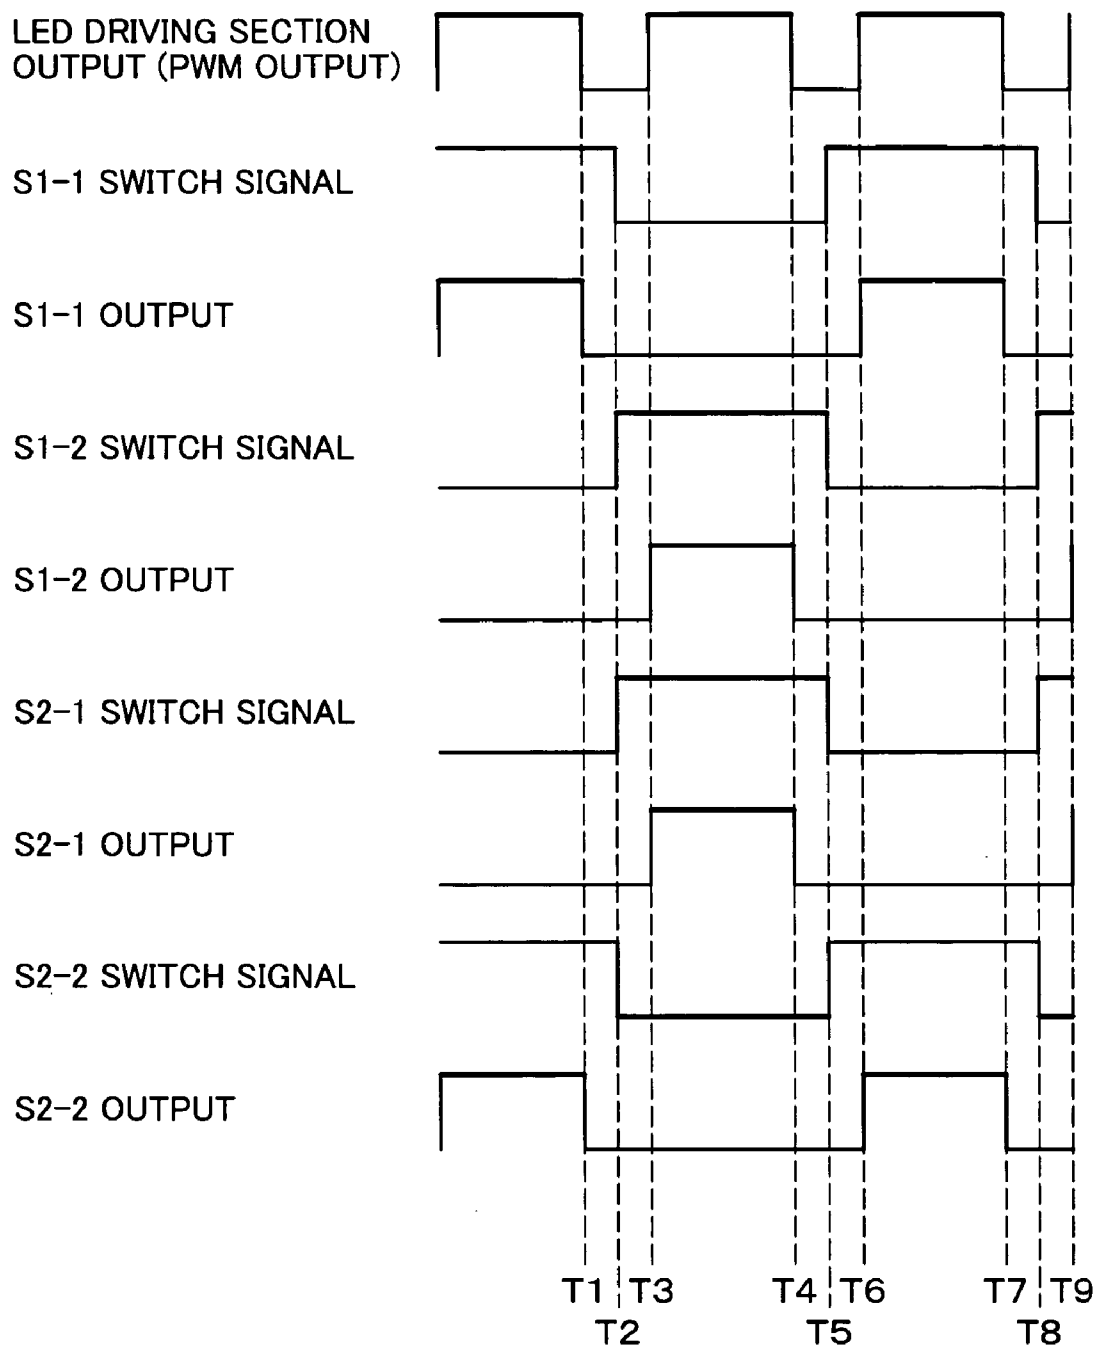 LED DRIVING SECTION
OUTPUT (PWM OUTPUT)
S1-1 SWITCH SIGNAL
S1-1 OUTPUT
S1-2 SWITCH SIGNAL
S1-2 OUTPUT
S2-1 SWITCH SIGNAL
S2-1 OUTPUT
S2-2 SWITCH SIGNAL
S2-2 OUTPUT
T1 T3 T4 T6 T7 T9
T2 T5 T8